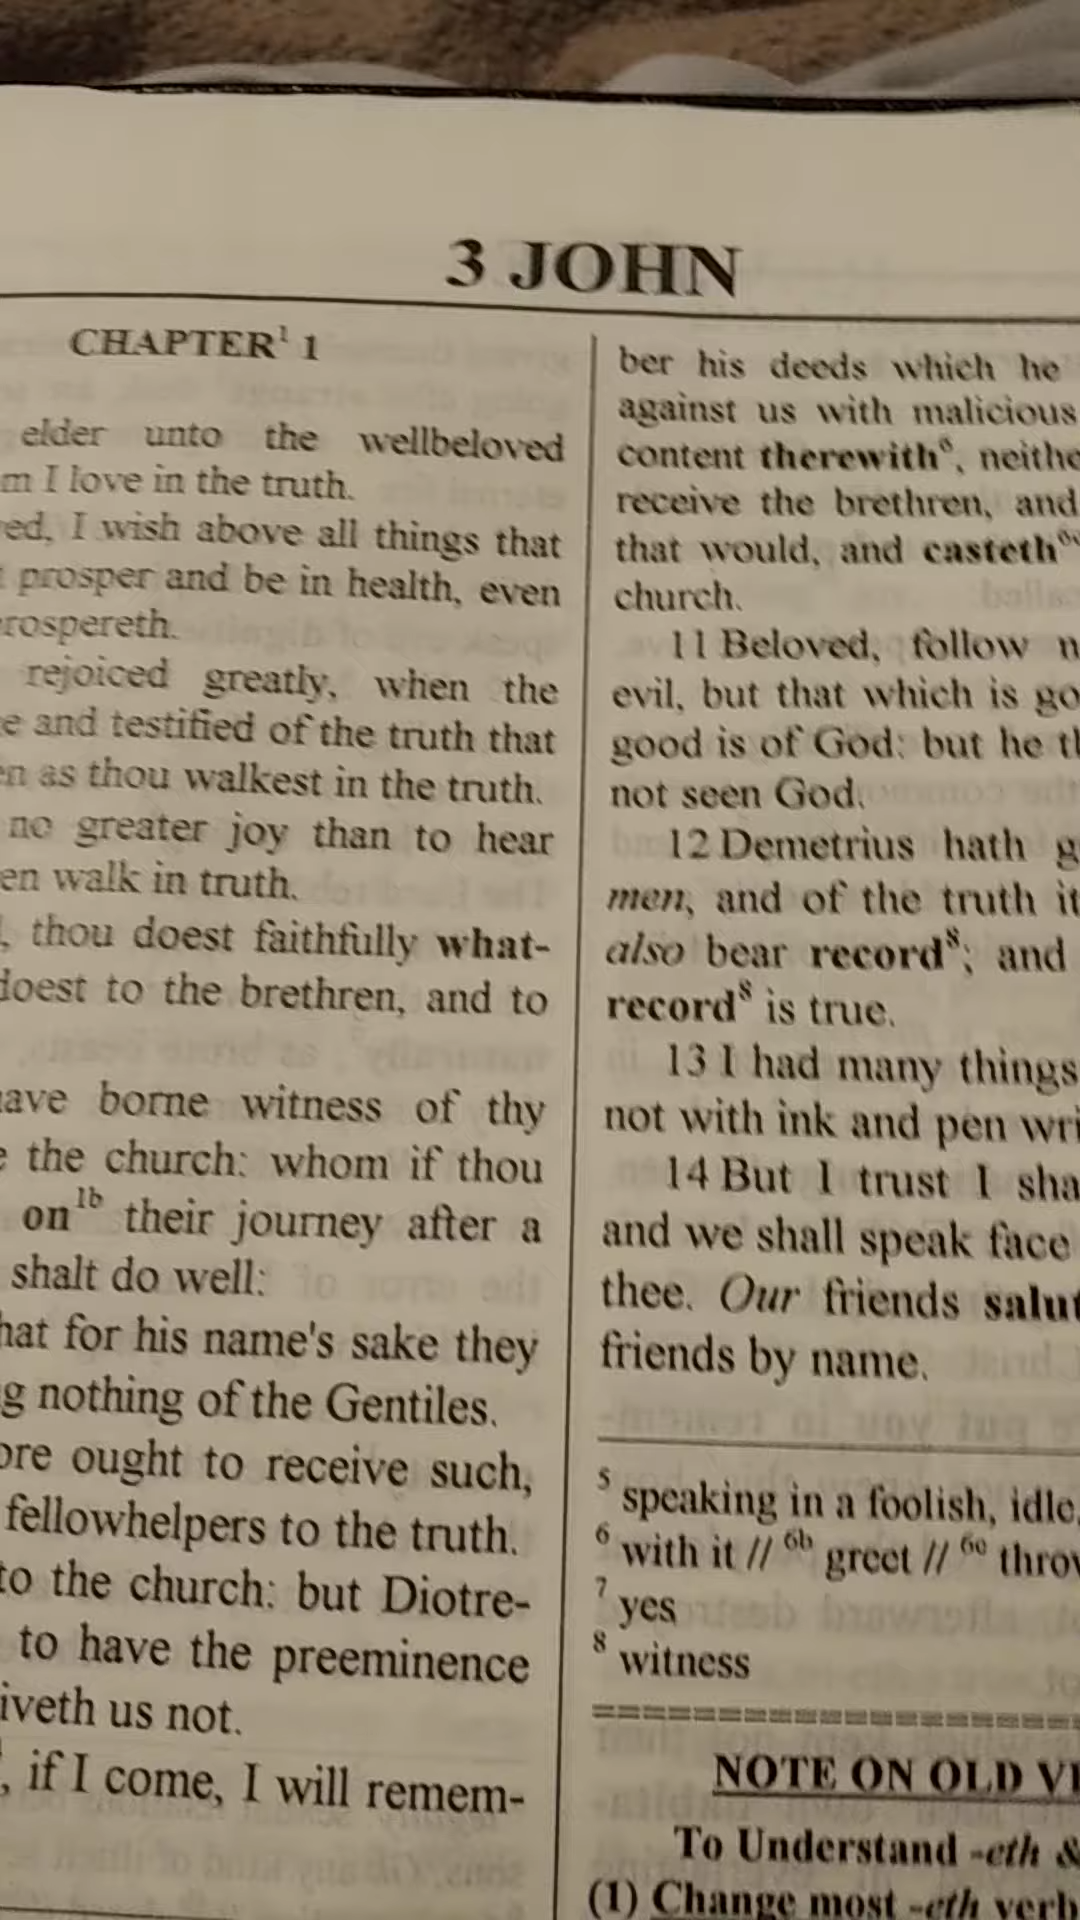 3 JOHN
CHAPTER¹ 1
elder unto the wellbeloved
m I love in the truth.
ed, I wish above all things that
prosper and be in health, even
rospereth.
rejoiced greatly, when the
e and testified of the truth that
en as thou walkest in the truth.
no greater joy than to hear
en walk in truth.
, thou doest faithfully what-
doest to the brethren, and to
ave borne witness of thy
e the church: whom if thou
on¹ᵇ their journey after a
shalt do well:
hat for his name's sake they
g nothing of the Gentiles.
ore ought to receive such,
fellowhelpers to the truth.
to the church: but Diotre-
to have the preeminence
iveth us not.
, if I come, I will remem-
ber his deeds which he
against us with malicious
content therewith⁶, neithe
receive the brethren, and
that would, and casteth⁶ᶜ
church.
11 Beloved, follow n
evil, but that which is go
good is of God: but he th
not seen God.
12 Demetrius hath g
men, and of the truth it
also bear record⁸; and
record⁸ is true.
13 I had many things
not with ink and pen wri
14 But I trust I sha
and we shall speak face
thee. Our friends salut
friends by name.
⁵ speaking in a foolish, idle,
⁶ with it // ⁶ᵇ greet // ⁶ᶜ throw
⁷ yes
⁸ witness
NOTE ON OLD VE
To Understand -eth &
(1) Change most -eth verb